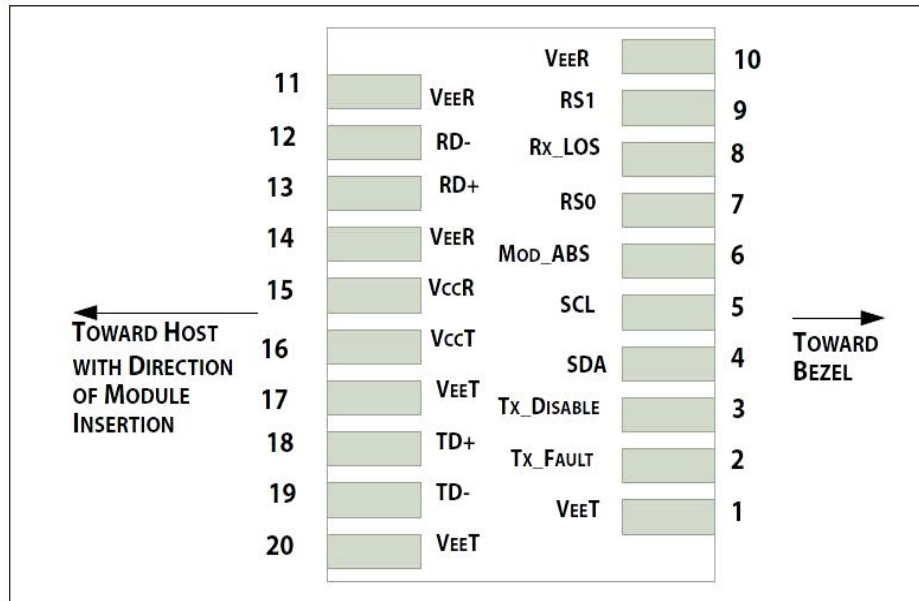 11 VEER
12 RD-
13 RD+
14 VEER
15 VCCR
16 VCCT
17 VEET
18 TD+
19 TD-
20 VEET
VEER 10
RS1 9
RX_LOS 8
RS0 7
MOD_ABS 6
SCL 5
SDA 4
TX_DISABLE 3
TX_FAULT 2
VEET 1
TOWARD HOST
WITH DIRECTION
OF MODULE
INSERTION
TOWARD
BEZEL